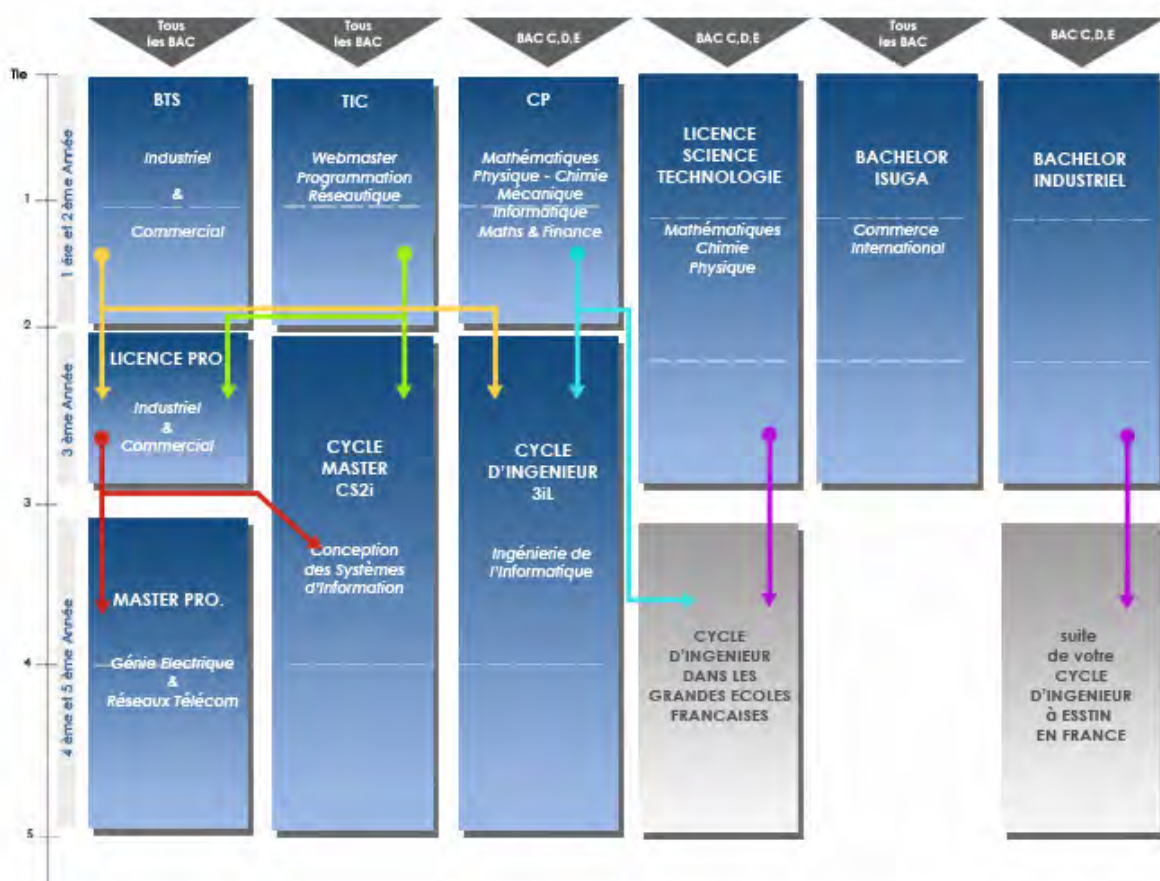 Tous
les BAC
Tous
les BAC
BAC C,D,E
BAC C,D,E
Tous
les BAC
BAC C,D,E
Tle
1
2
3
4
5
1 ére et 2 ème Année
3 ème Année
4 ème et 5 ème Année
BTS
Industriel
&
Commercial
TIC
Webmaster
Programmation
Réseautique
CP
Mathématiques
Physique - Chimie
Mécanique
Informatique
Maths & Finance
LICENCE
SCIENCE
TECHNOLOGIE
Mathématiques
Chimie
Physique
BACHELOR
ISUGA
Commerce
International
BACHELOR
INDUSTRIEL
LICENCE PRO
Industriel
&
Commercial
CYCLE
MASTER
CS2i
Conception
des Systèmes
d'Information
CYCLE
D'INGENIEUR
3iL
Ingénierie de
l'Informatique
MASTER PRO.
Génie Electrique
&
Réseaux Télécom
CYCLE
D'INGENIEUR
DANS LES
GRANDES ECOLES
FRANCAISES
suite
de votre
CYCLE
D'INGENIEUR
à ESSTIN
EN FRANCE